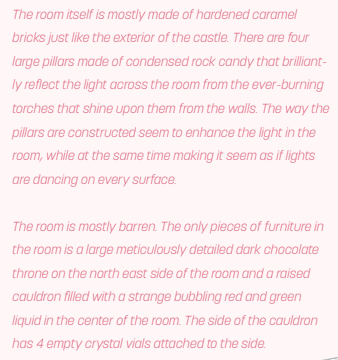 The room itself is mostly made of hardened caramel
bricks just like the exterior of the castle. There are four
large pillars made of condensed rock candy that brilliant-
ly reflect the light across the room from the ever-burning
torches that shine upon them from the walls. The way the
pillars are constructed seem to enhance the light in the
room, while at the same time making it seem as if lights
are dancing on every surface.

The room is mostly barren. The only pieces of furniture in
the room is a large meticulously detailed dark chocolate
throne on the north east side of the room and a raised
cauldron filled with a strange bubbling red and green
liquid in the center of the room. The side of the cauldron
has 4 empty crystal vials attached to the side.